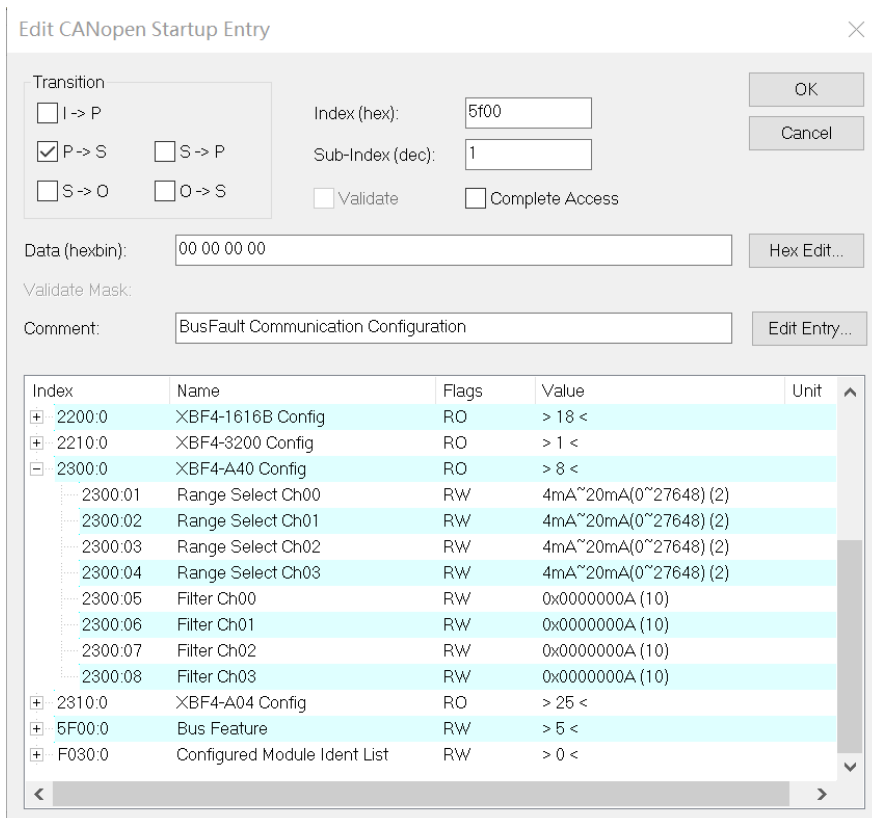 Edit CANopen Startup Entry
Transition
I -> P
P -> S
S -> P
S -> O
O -> S
Index (hex):
5f00
Sub-Index (dec):
1
Validate
Complete Access
OK
Cancel
Data (hexbin):
00 00 00 00
Hex Edit...
Validate Mask:
Comment:
BusFault Communication Configuration
Edit Entry...
Index Name Flags Value Unit
2200:0 XBF4-1616B Config RO > 18 <
2210:0 XBF4-3200 Config RO > 1 <
2300:0 XBF4-A40 Config RO > 8 <
2300:01 Range Select Ch00 RW 4mA~20mA(0~27648) (2)
2300:02 Range Select Ch01 RW 4mA~20mA(0~27648) (2)
2300:03 Range Select Ch02 RW 4mA~20mA(0~27648) (2)
2300:04 Range Select Ch03 RW 4mA~20mA(0~27648) (2)
2300:05 Filter Ch00 RW 0x0000000A (10)
2300:06 Filter Ch01 RW 0x0000000A (10)
2300:07 Filter Ch02 RW 0x0000000A (10)
2300:08 Filter Ch03 RW 0x0000000A (10)
2310:0 XBF4-A04 Config RO > 25 <
5F00:0 Bus Feature RW > 5 <
F030:0 Configured Module Ident List RW > 0 <